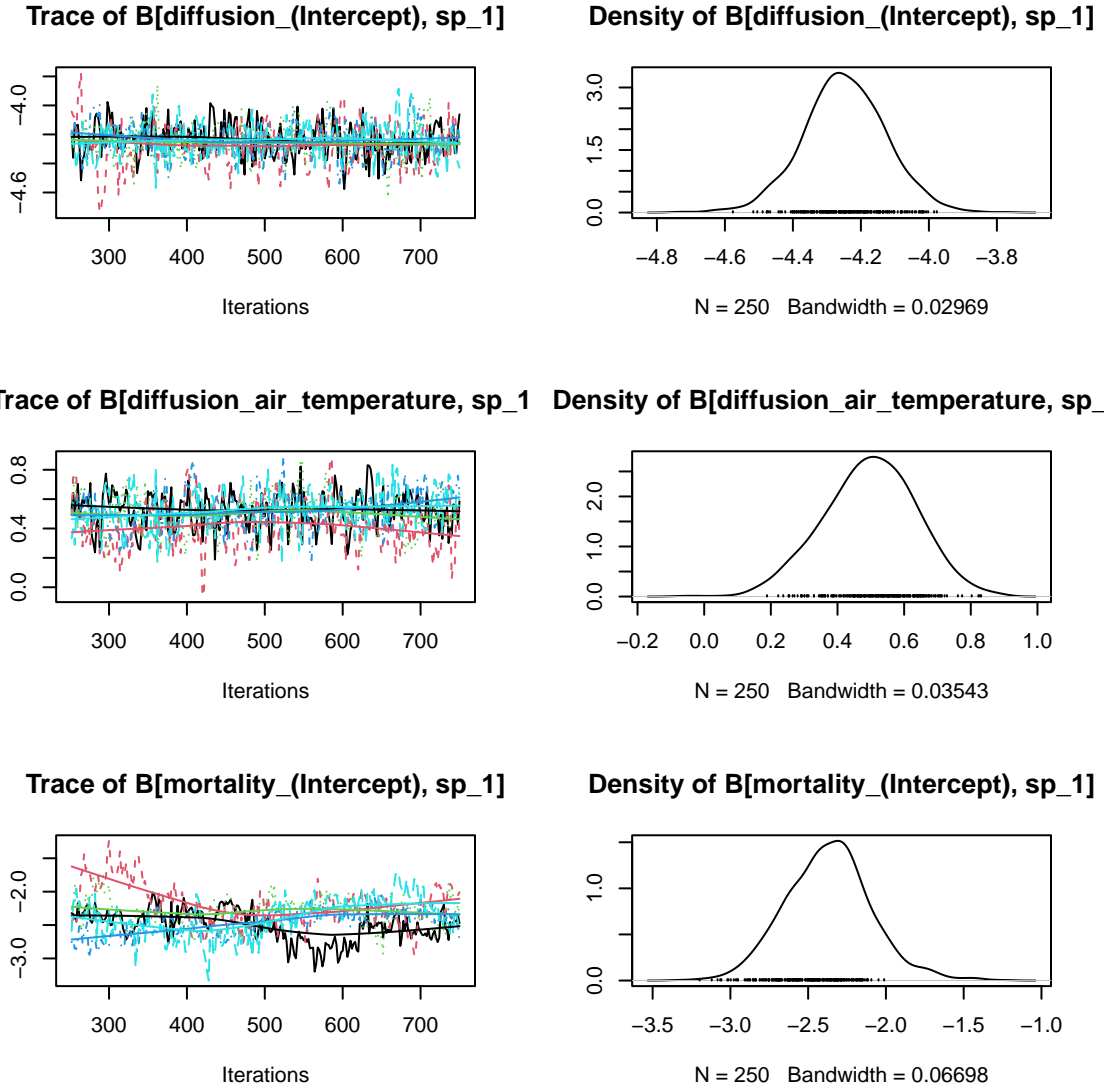 Trace of B[diffusion_(Intercept), sp_1]
−4.6 −4.0
300 400 500 600 700
Iterations
Density of B[diffusion_(Intercept), sp_1]
0.0 1.5 3.0
−4.8 −4.6 −4.4 −4.2 −4.0 −3.8
N = 250 Bandwidth = 0.02969
Trace of B[diffusion_air_temperature, sp_1
0.0 0.4 0.8
300 400 500 600 700
Iterations
Density of B[diffusion_air_temperature, sp_
0.0 1.0 2.0
−0.2 0.0 0.2 0.4 0.6 0.8 1.0
N = 250 Bandwidth = 0.03543
Trace of B[mortality_(Intercept), sp_1]
−3.0 −2.0
300 400 500 600 700
Iterations
Density of B[mortality_(Intercept), sp_1]
0.0 1.0
−3.5 −3.0 −2.5 −2.0 −1.5 −1.0
N = 250 Bandwidth = 0.06698